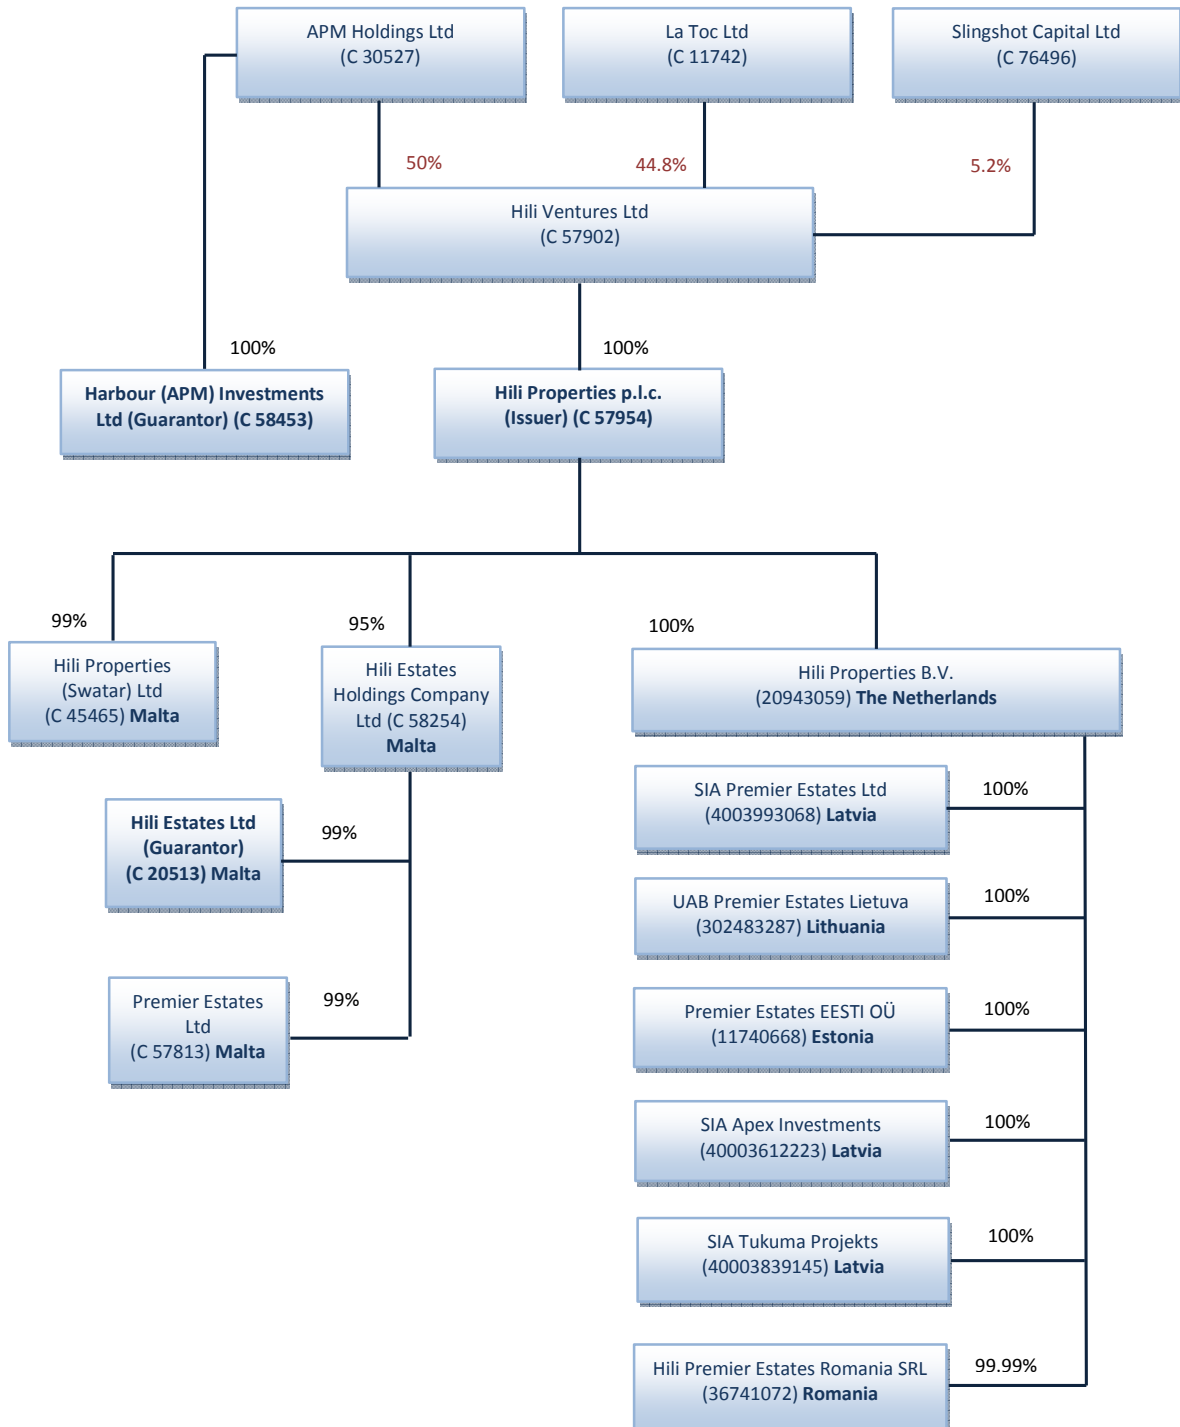 APM Holdings Ltd
(C 30527)
La Toc Ltd
(C 11742)
Slingshot Capital Ltd
(C 76496)
50%
44.8%
5.2%
Hili Ventures Ltd
(C 57902)
100%
100%
Harbour (APM) Investments
Ltd (Guarantor) (C 58453)
Hili Properties p.l.c.
(Issuer) (C 57954)
99%
95%
100%
Hili Properties
(Swatar) Ltd
(C 45465) Malta
Hili Estates
Holdings Company
Ltd (C 58254)
Malta
Hili Properties B.V.
(20943059) The Netherlands
Hili Estates Ltd
(Guarantor)
(C 20513) Malta
99%
Premier Estates
Ltd
(C 57813) Malta
99%
SIA Premier Estates Ltd
(4003993068) Latvia
100%
UAB Premier Estates Lietuva
(302483287) Lithuania
100%
Premier Estates EESTI OÜ
(11740668) Estonia
100%
SIA Apex Investments
(40003612223) Latvia
100%
SIA Tukuma Projekts
(40003839145) Latvia
100%
Hili Premier Estates Romania SRL
(36741072) Romania
99.99%